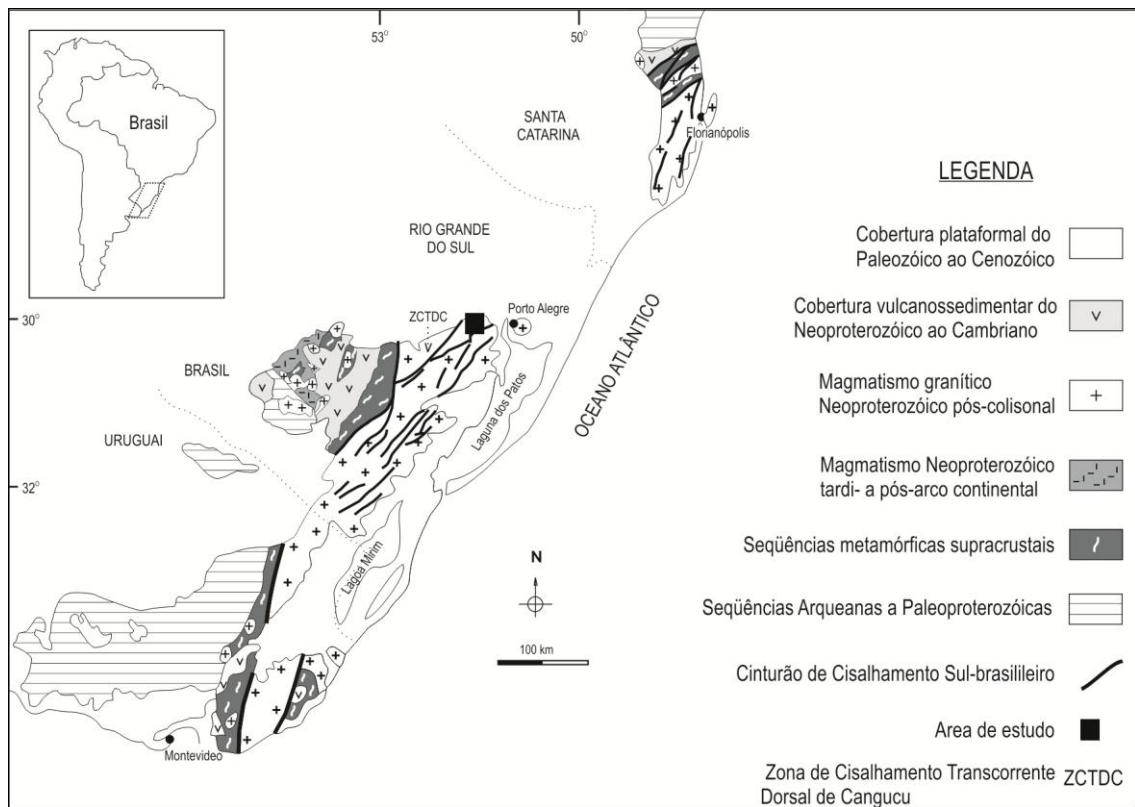 53
50
Brasil
SANTA
CATARINA
Florianópolis
RIO GRANDE
DO SUL
30°
ZCTDC
Porto Alegre
BRASIL
Laguna dos Patos
OCEANO ATLÂNTICO
URUGUAI
32°
Lagoa Mirim
N
100 km
Montevideo
LEGENDA
Cobertura plataformal do
Paleozóico ao Cenozóico
Cobertura vulcanossedimentar do
Neoproterozóico ao Cambriano
Magmatismo granítico
Neoproterozóico pós-colisonal
Magmatismo Neoproterozóico
tardi- a pós-arco continental
Seqüências metamórficas supracrustais
Seqüências Arqueanas a Paleoproterozóicas
Cinturão de Cisalhamento Sul-brasilileiro
Area de estudo
Zona de Cisalhamento Transcorrente ZCTDC
Dorsal de Cangucu